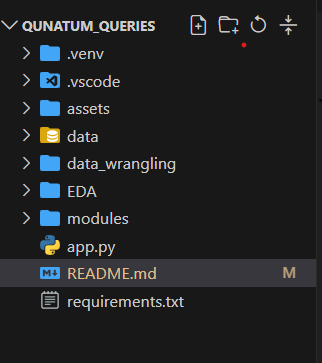 QUNATUM_QUERIES
.venv
.vscode
assets
data
data_wrangling
EDA
modules
app.py
README.md M
requirements.txt